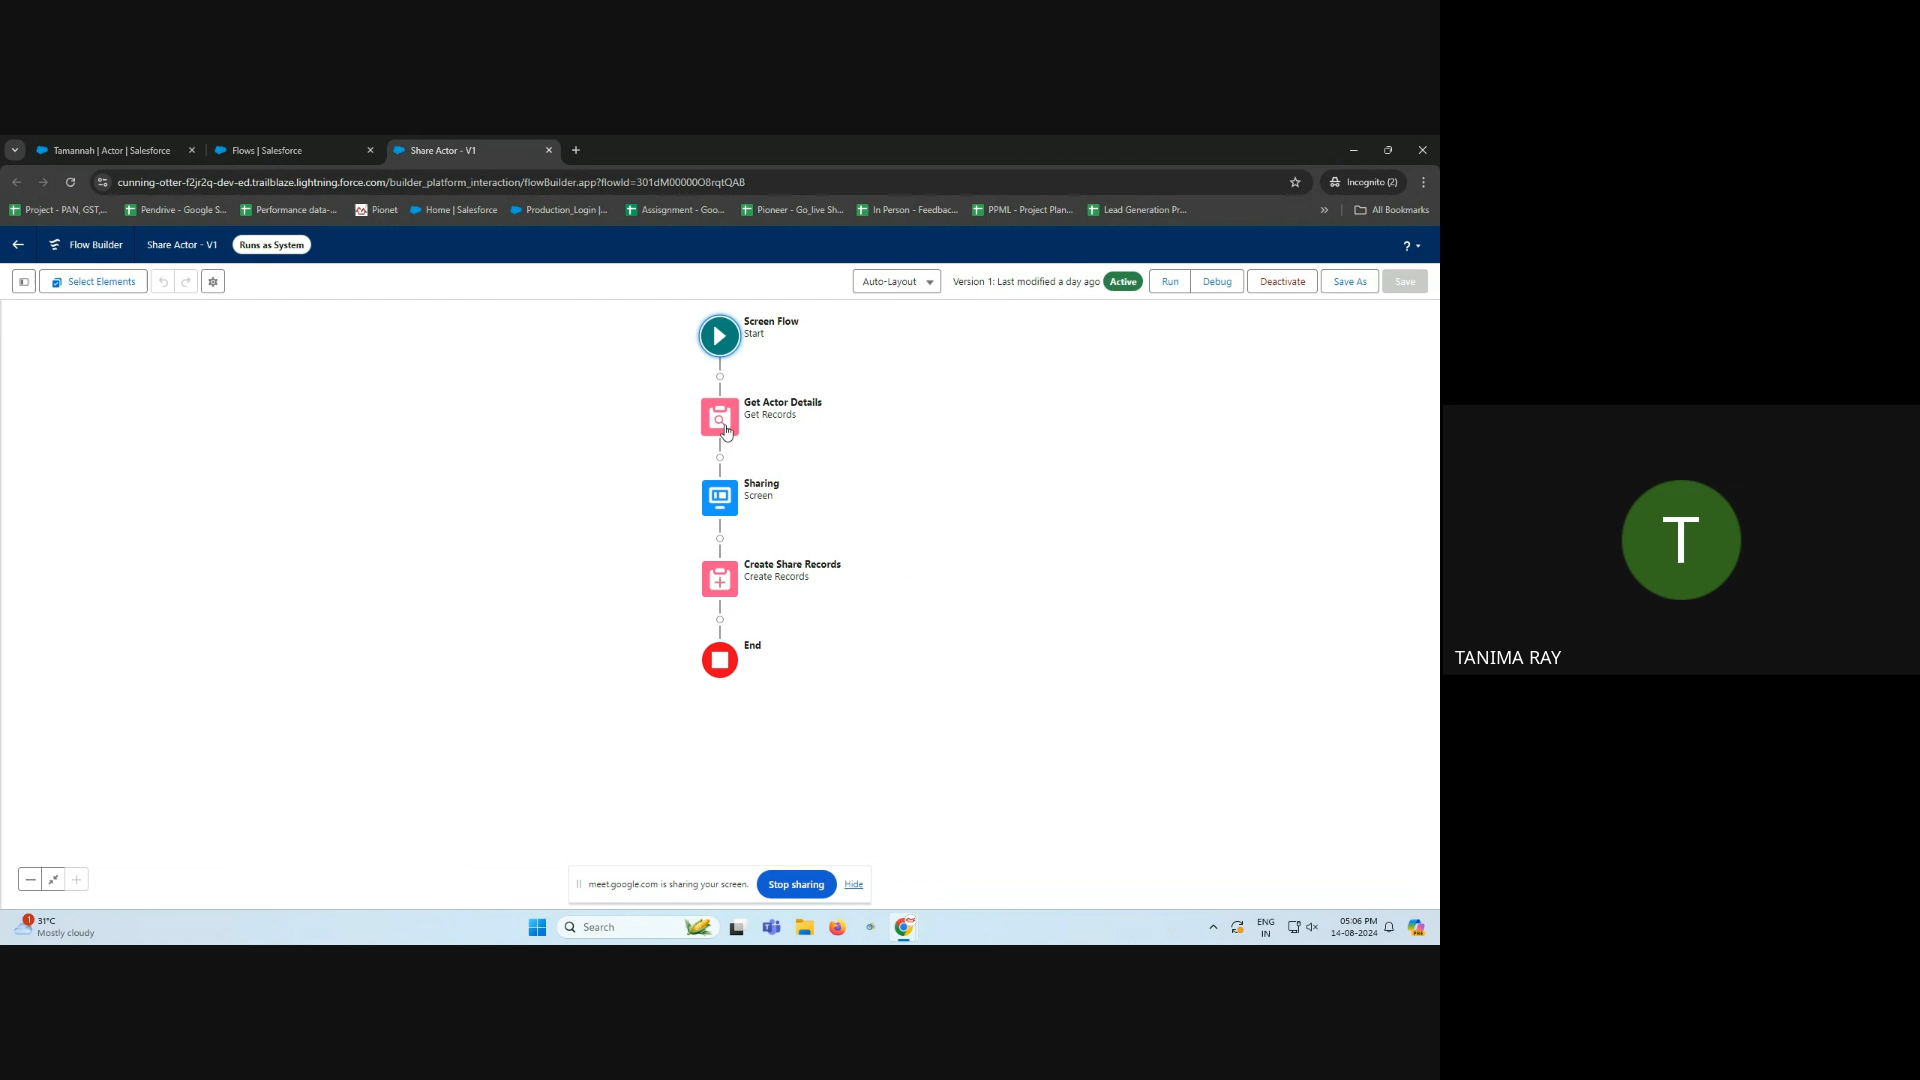 Tamannah | Actor | Salesforce
Flows | Salesforce
Share Actor - V1
cunning-otter-f2jr2q-dev-ed.trailblaze.lightning.force.com/builder_platform_interaction/flowBuilder.app?flowId=301dM00000O8rqtQAB
Incognito (2)
Project - PAN, GST,...
Pendrive - Google S...
Performance data-...
Pionet
Home | Salesforce
Production_Login |...
Assisgnment - Goo...
Pioneer - Go_live Sh...
In Person - Feedbac...
PPML - Project Plan...
Lead Generation Pr...
»
All Bookmarks
Flow Builder
Share Actor - V1
Runs as System
?
Select Elements
Auto-Layout
Version 1: Last modified a day ago
Active
Run
Debug
Deactivate
Save As
Save
Screen Flow
Start
Get Actor Details
Get Records
Sharing
Screen
Create Share Records
Create Records
End
T
TANIMA RAY
meet.google.com is sharing your screen.
Stop sharing
Hide
1
31°C
Mostly cloudy
Search
ENG
IN
05:06 PM
14-08-2024